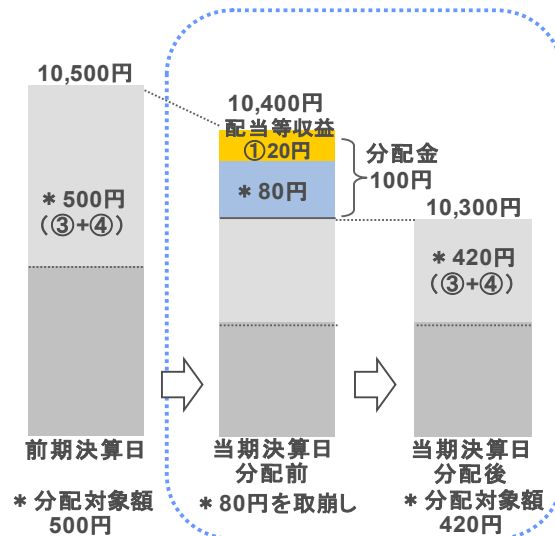 10,500円
＊500円
（③+④）
前期決算日
＊分配対象額
500円
10,400円
配当等収益
①20円
＊80円
分配金
100円
当期決算日
分配前
＊80円を取崩し
10,300円
＊420円
（③+④）
当期決算日
分配後
＊分配対象額
420円